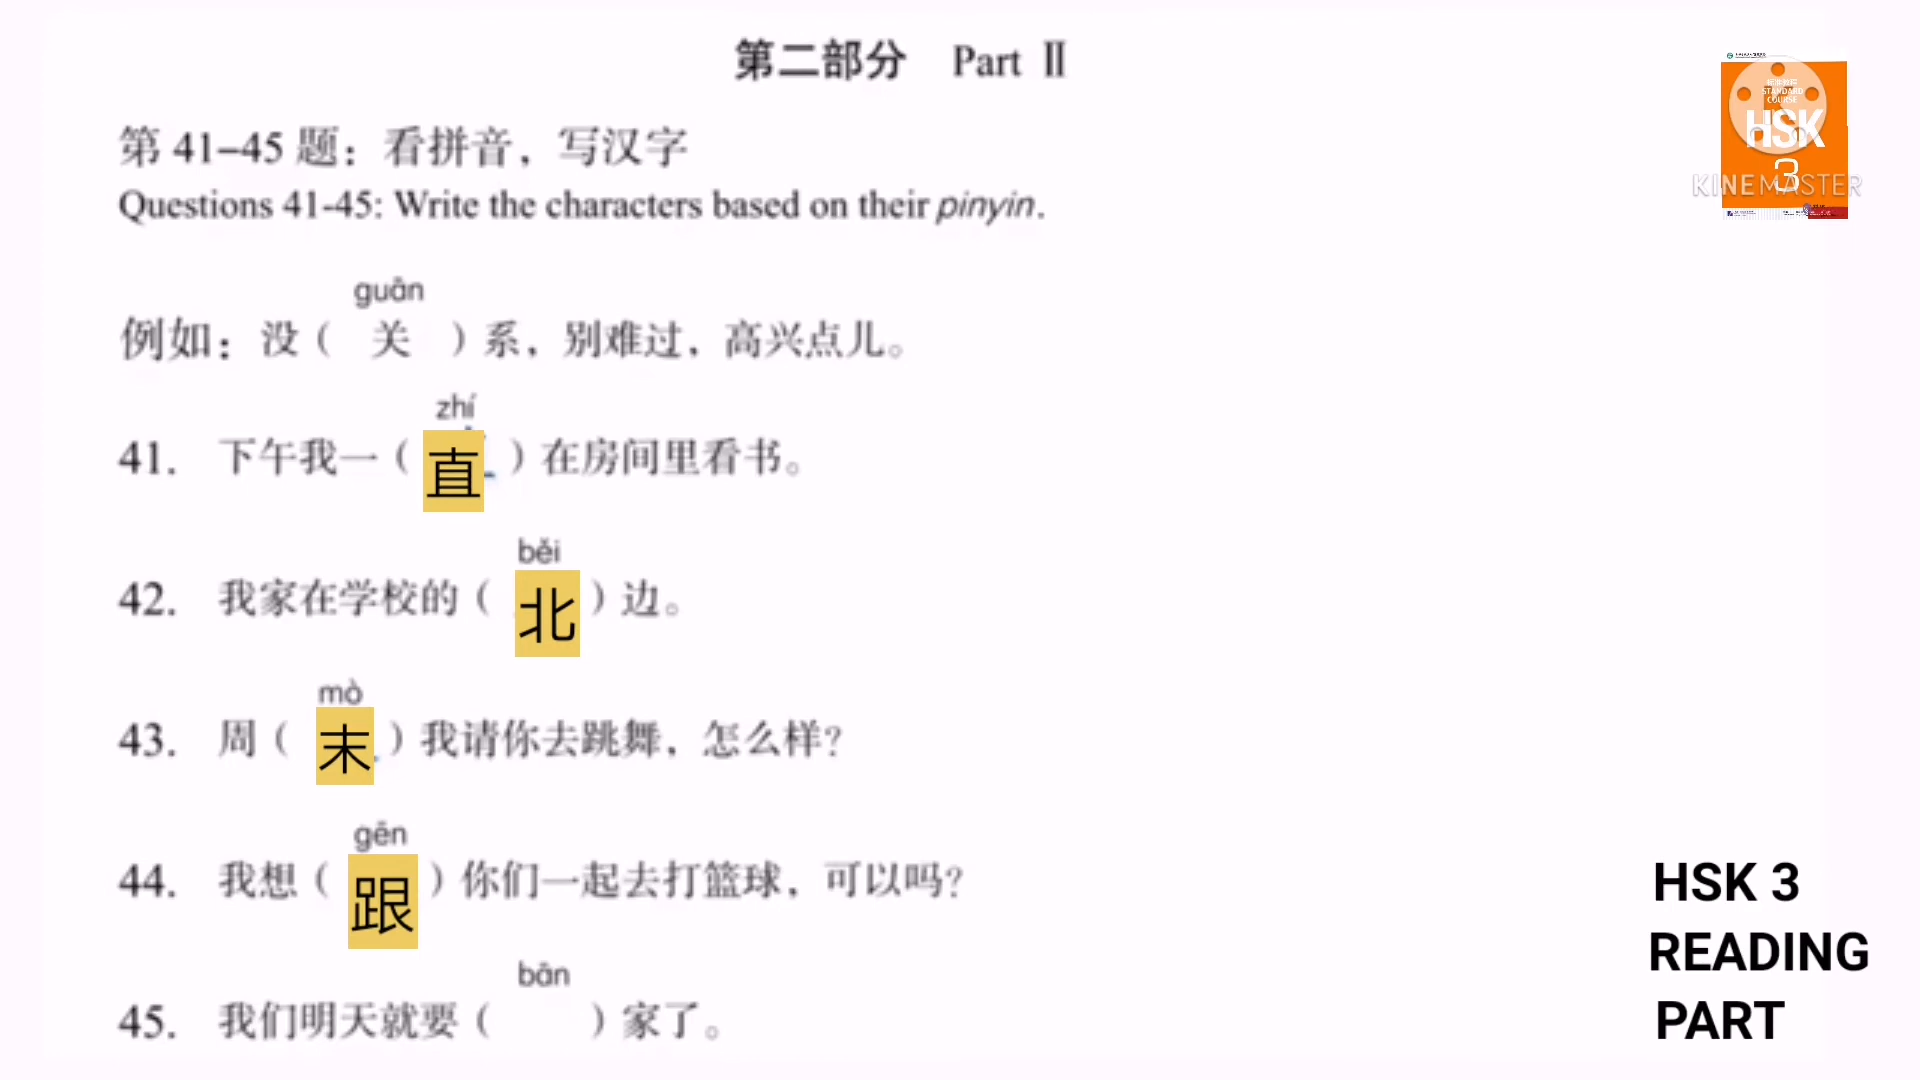 第二部分 Part Ⅱ
第 41–45 题：看拼音，写汉字
Questions 41-45: Write the characters based on their pinyin.
guān
例如：没（ 关 ）系，别难过，高兴点儿。
zhí
41. 下午我一（ 直 ）在房间里看书。
běi
42. 我家在学校的（ 北 ）边。
mò
43. 周（ 末 ）我请你去跳舞，怎么样？
gēn
44. 我想（ 跟 ）你们一起去打篮球，可以吗？
bān
45. 我们明天就要（ ）家了。
STANDARD
COURSE
HSK
3
KINEMASTER
HSK 3
READING
PART